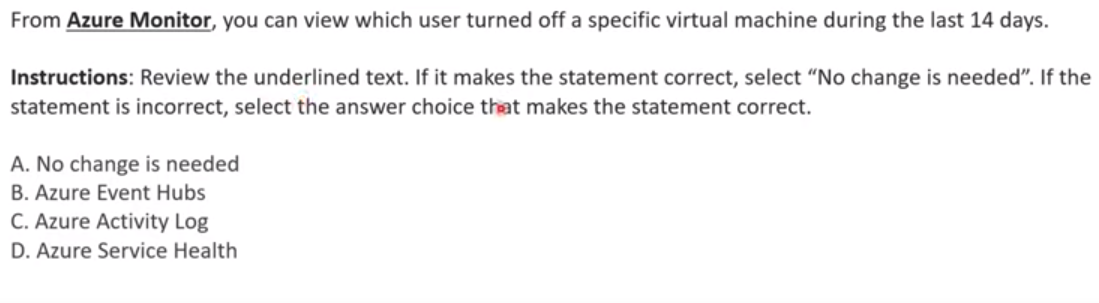 From Azure Monitor, you can view which user turned off a specific virtual machine during the last 14 days.
Instructions: Review the underlined text. If it makes the statement correct, select “No change is needed”. If the
statement is incorrect, select the answer choice that makes the statement correct.
A. No change is needed
B. Azure Event Hubs
C. Azure Activity Log
D. Azure Service Health